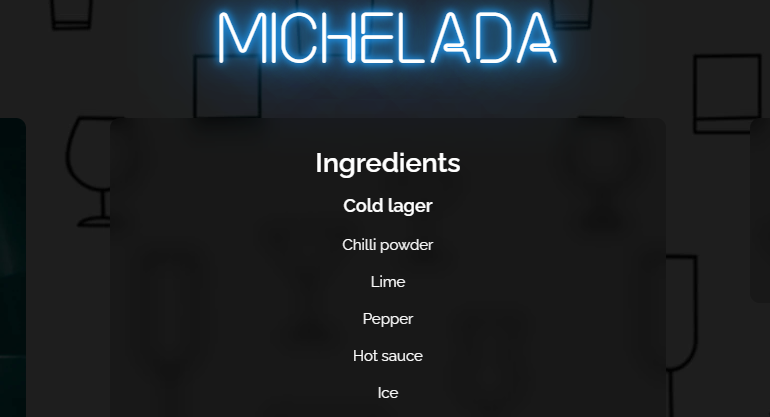 MICHELADA
Ingredients
Cold lager
Chilli powder
Lime
Pepper
Hot sauce
Ice